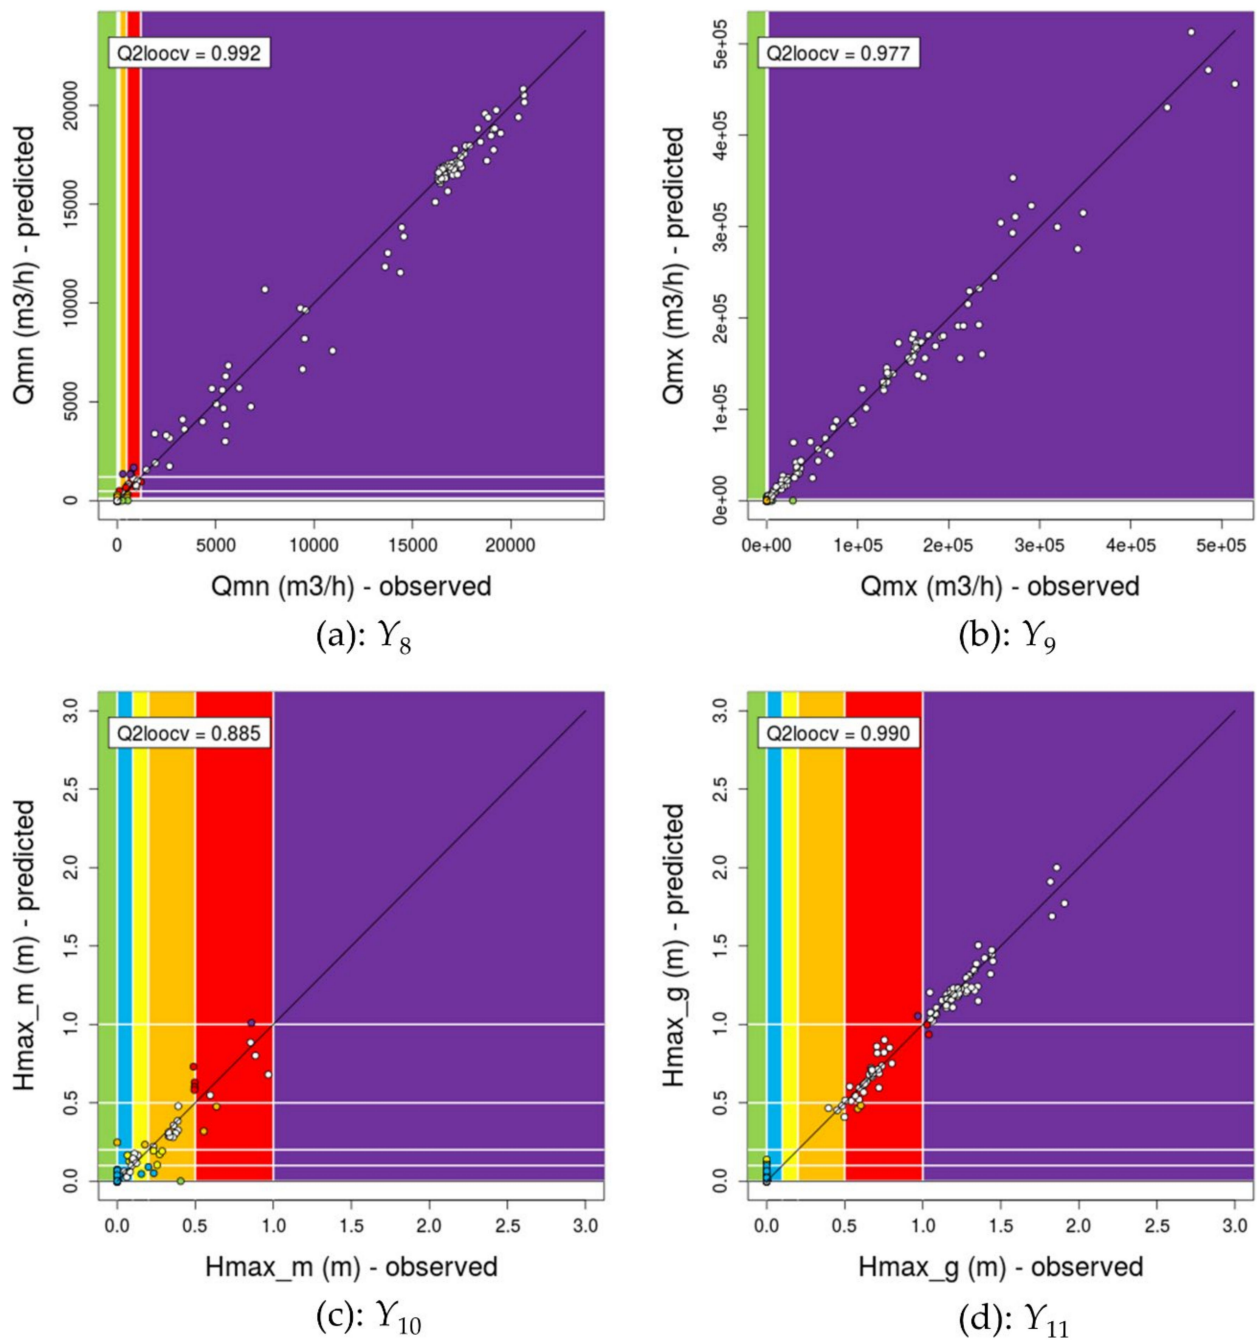 Q2loocv = 0.992
Qmn (m3/h) - predicted
0
5000
10000
15000
20000
0
5000
10000
15000
20000
Qmn (m3/h) - observed
(a): Y8
Q2loocv = 0.977
Qmx (m3/h) - predicted
0e+00
1e+05
2e+05
3e+05
4e+05
5e+05
0e+00
1e+05
2e+05
3e+05
4e+05
5e+05
Qmx (m3/h) - observed
(b): Y9
Q2loocv = 0.885
Hmax_m (m) - predicted
0.0
0.5
1.0
1.5
2.0
2.5
3.0
0.0
0.5
1.0
1.5
2.0
2.5
3.0
Hmax_m (m) - observed
(c): Y10
Q2loocv = 0.990
Hmax_g (m) - predicted
0.0
0.5
1.0
1.5
2.0
2.5
3.0
0.0
0.5
1.0
1.5
2.0
2.5
3.0
Hmax_g (m) - observed
(d): Y11